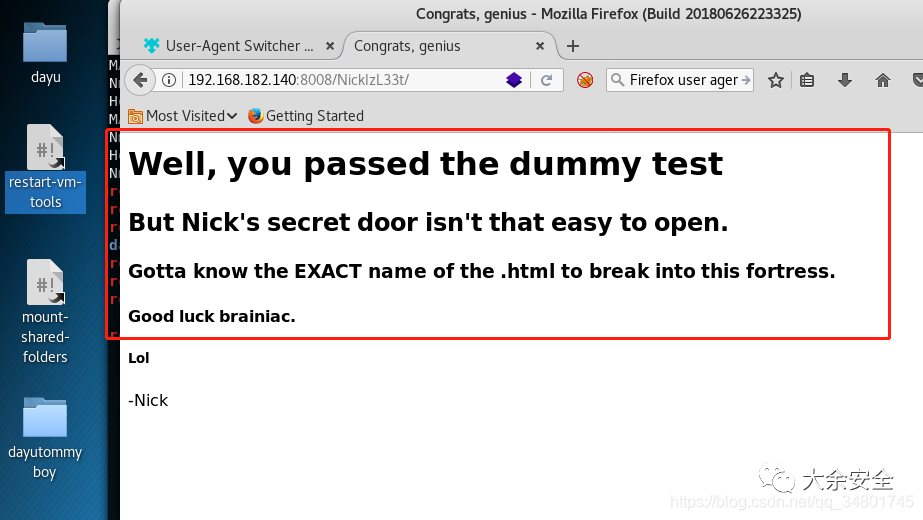 Congrats, genius - Mozilla Firefox (Build 20180626223325)
User-Agent Switcher ... ×
Congrats, genius ×
192.168.182.140:8008/NickIzL33t/
Firefox user ager
Most Visited
Getting Started
dayu
restart-vm-
tools
mount-
shared-
folders
dayutommy
boy
Well, you passed the dummy test
But Nick's secret door isn't that easy to open.
Gotta know the EXACT name of the .html to break into this fortress.
Good luck brainiac.
Lol
-Nick
大余安全
https://blog.csdn.net/qq_34801745